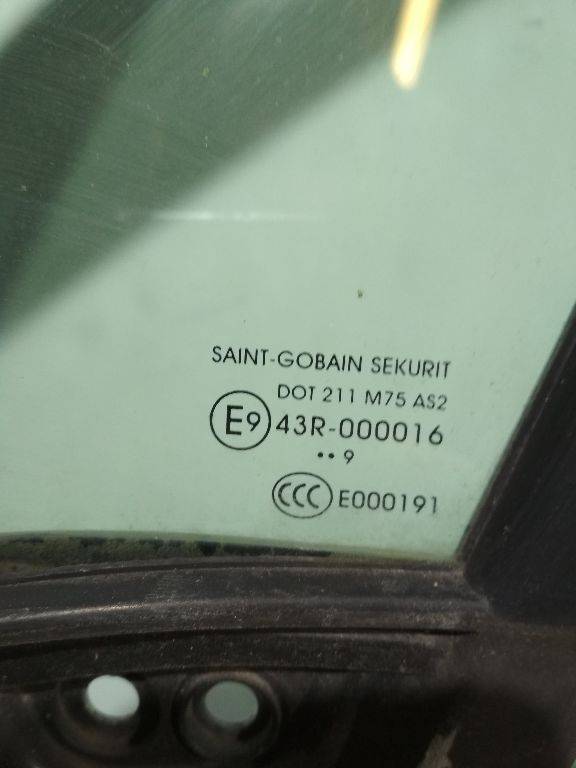 SAINT-GOBAIN SEKURIT
DOT 211 M75 AS2
E9 43R-000016
•• 9
CCC E000191